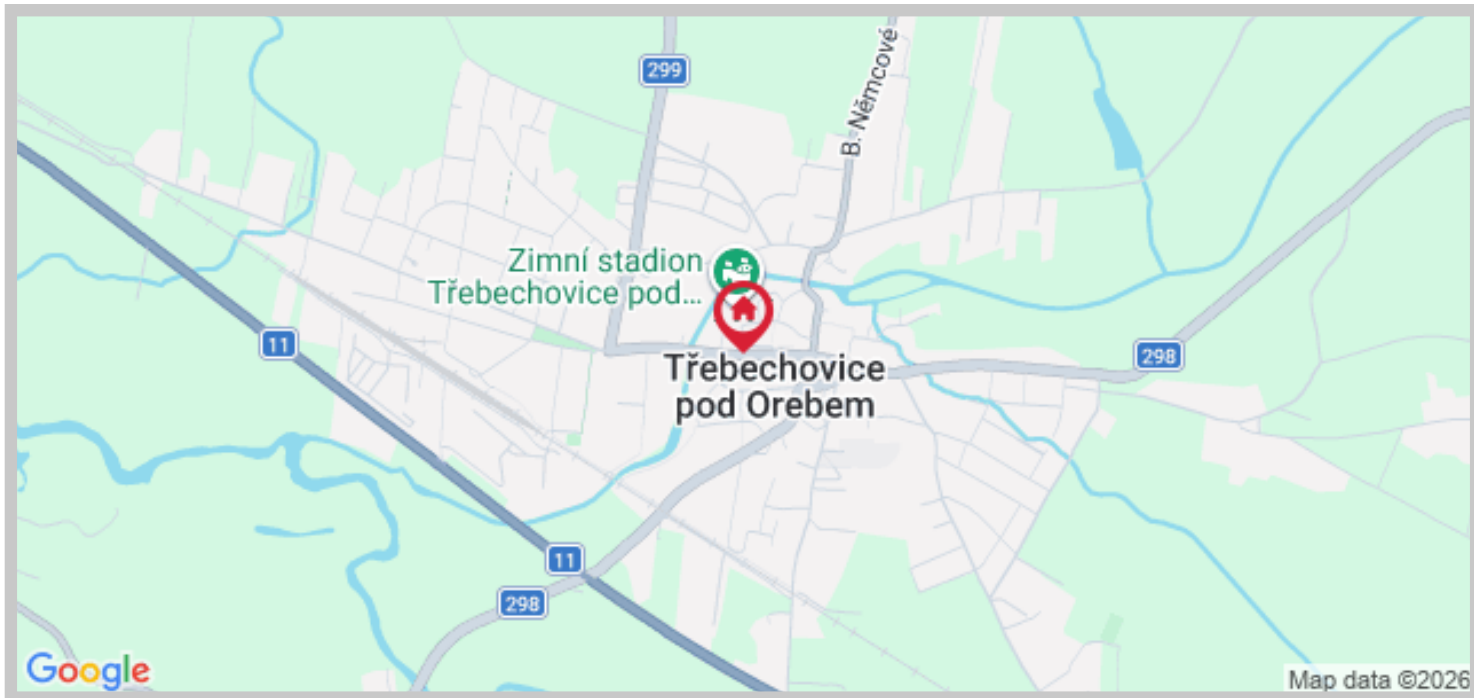 299
B. Němcové
Zimní stadion
Třebechovice pod...
11
298
Třebechovice
pod Orebem
11
298
Google
Map data ©2026